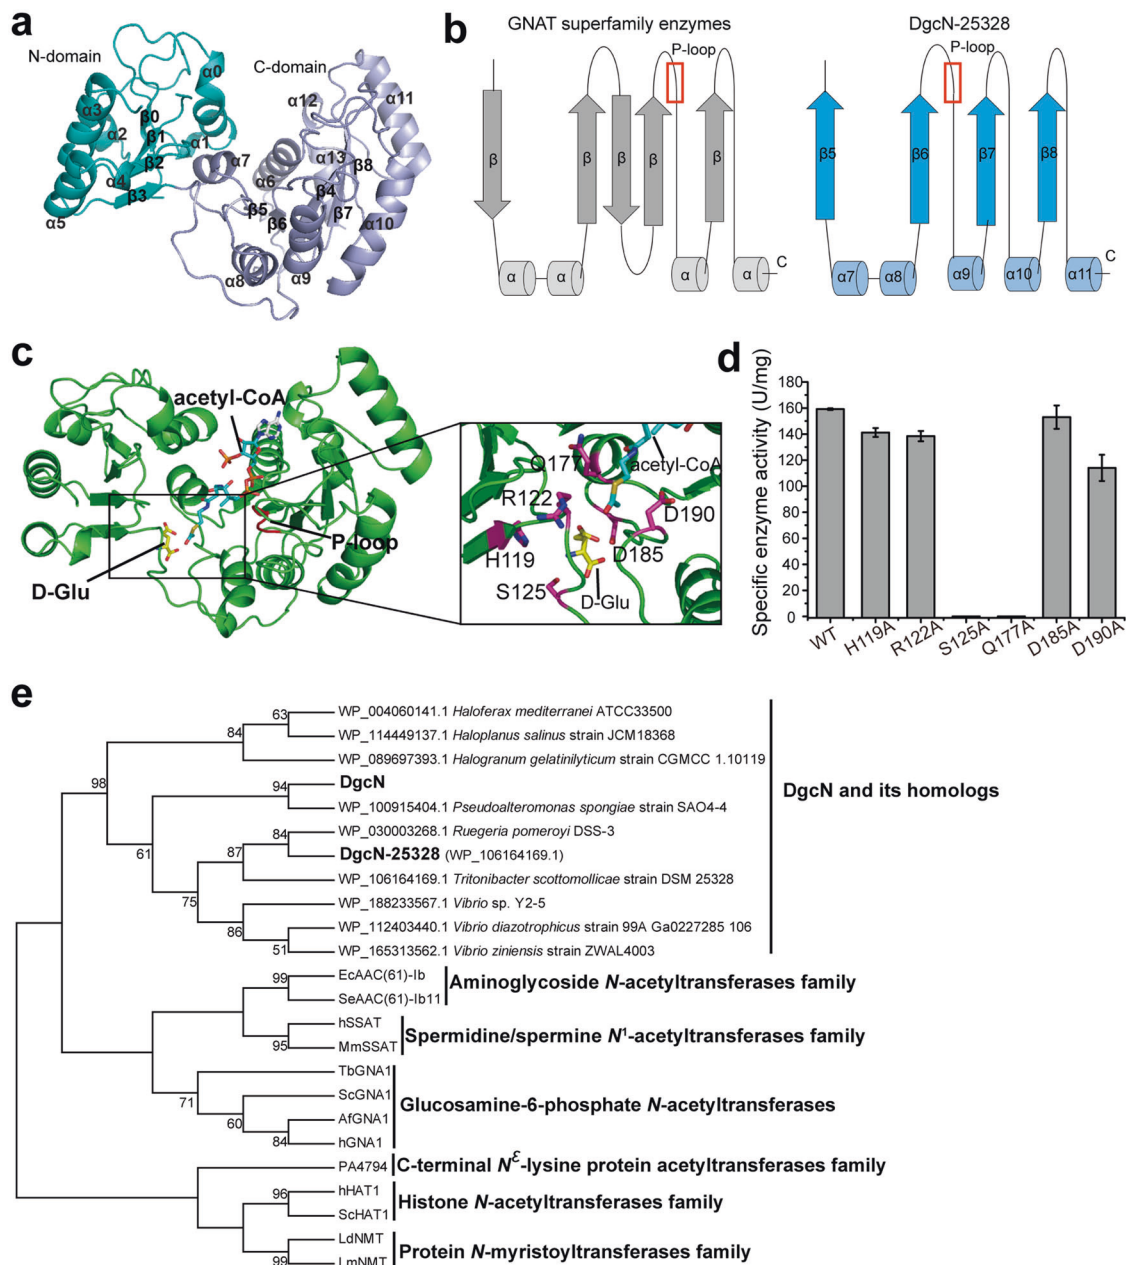 a
N-domain
C-domain
α0
α3
β0
α2
β1
α1
β2
α4
β3
α5
α7
α12
α11
α13
β8
α6
β4
β5
β7
β6
α10
α8
α9
b
GNAT superfamily enzymes
P-loop
β
β
β
β
β
α
α
α
α
C
DgcN-25328
P-loop
β5
β6
β7
β8
α7
α8
α9
α10
α11
C
c
acetyl-CoA
P-loop
D-Glu
Q177
acetyl-CoA
R122
D190
H119
D185
S125
D-Glu
d
Specific enzyme activity (U/mg)
180
160
140
120
100
80
60
40
20
0
WT
H119A
R122A
S125A
Q177A
D185A
D190A
e
63
WP_004060141.1 Haloferax mediterranei ATCC33500
84
WP_114449137.1 Haloplanus salinus strain JCM18368
WP_089697393.1 Halogranum gelatinilyticum strain CGMCC 1.10119
98
94
DgcN
DgcN and its homologs
WP_100915404.1 Pseudoalteromonas spongiae strain SAO4-4
84
WP_030003268.1 Ruegeria pomeroyi DSS-3
61
87
DgcN-25328 (WP_106164169.1)
WP_106164169.1 Tritonibacter scottomollicae strain DSM 25328
75
WP_188233567.1 Vibrio sp. Y2-5
86
WP_112403440.1 Vibrio diazotrophicus strain 99A Ga0227285 106
51
WP_165313562.1 Vibrio ziniensis strain ZWAL4003
99
EcAAC(61)-Ib
Aminoglycoside N-acetyltransferases family
SeAAC(61)-Ib11
hSSAT
Spermidine/spermine N¹-acetyltransferases family
95
MmSSAT
TbGNA1
71
ScGNA1
Glucosamine-6-phosphate N-acetyltransferases
60
AfGNA1
84
hGNA1
PA4794
C-terminal Nᵋ-lysine protein acetyltransferases family
96
hHAT1
Histone N-acetyltransferases family
ScHAT1
LdNMT
Protein N-myristoyltransferases family
99
LmNMT